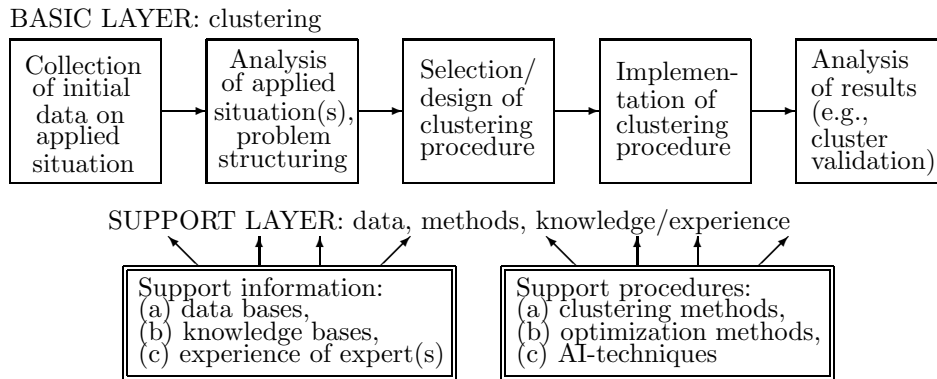 BASIC LAYER: clustering
Collection
of initial
data on
applied
situation
Analysis
of applied
situation(s),
problem
structuring
Selection/
design of
clustering
procedure
Implemen-
tation of
clustering
procedure
Analysis
of results
(e.g.,
cluster
validation)
SUPPORT LAYER: data, methods, knowledge/experience
Support information:
(a) data bases,
(b) knowledge bases,
(c) experience of expert(s)
Support procedures:
(a) clustering methods,
(b) optimization methods,
(c) AI-techniques